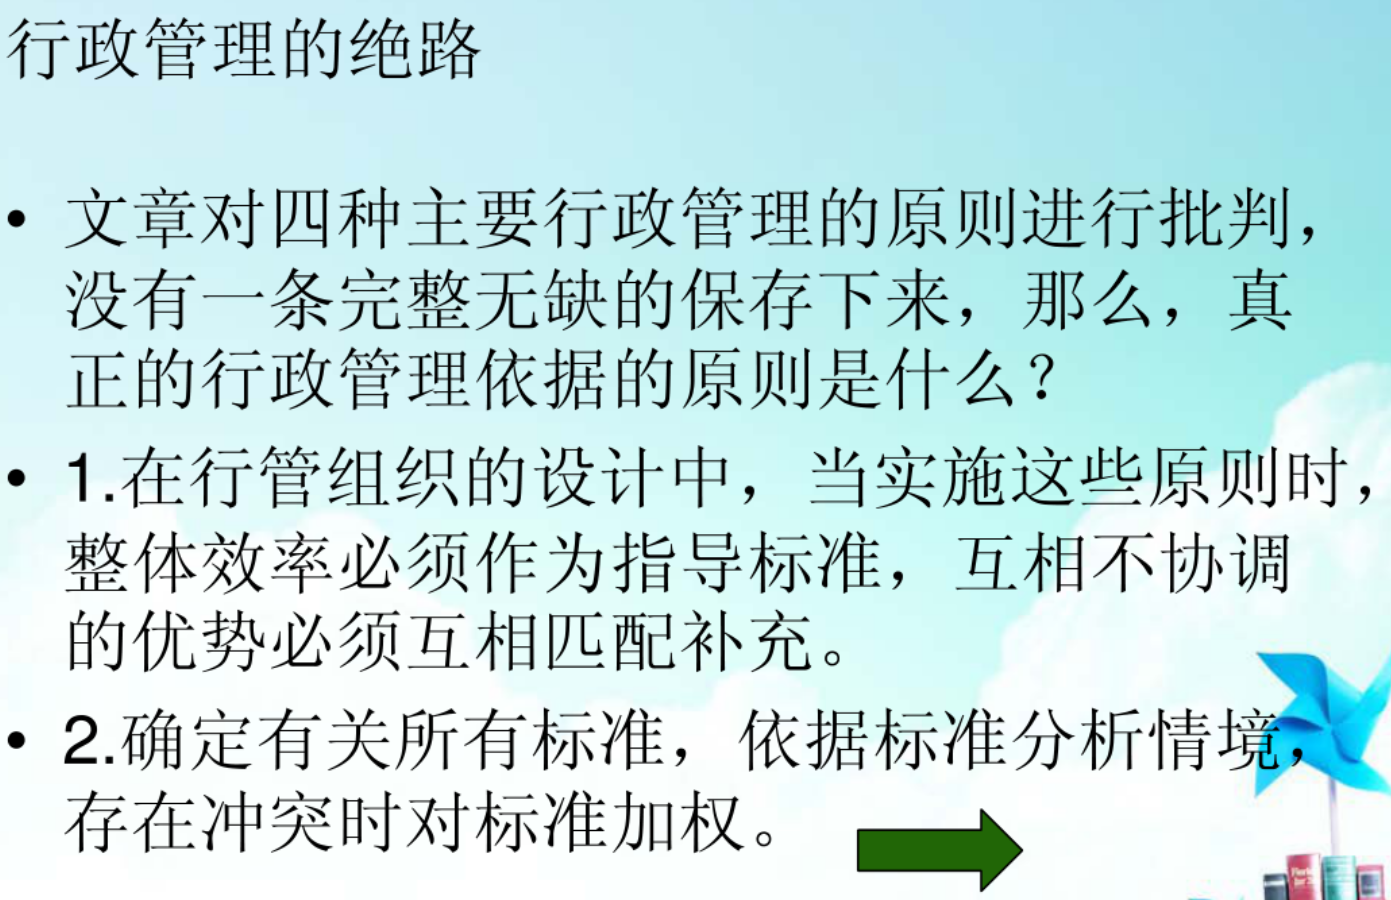 行政管理的绝路
• 文章对四种主要行政管理的原则进行批判，
没有一条完整无缺的保存下来，那么，真
正的行政管理依据的原则是什么？
• 1.在行管组织的设计中，当实施这些原则时，
整体效率必须作为指导标准，互相不协调
的优势必须互相匹配补充。
• 2.确定有关所有标准，依据标准分析情境，
存在冲突时对标准加权。